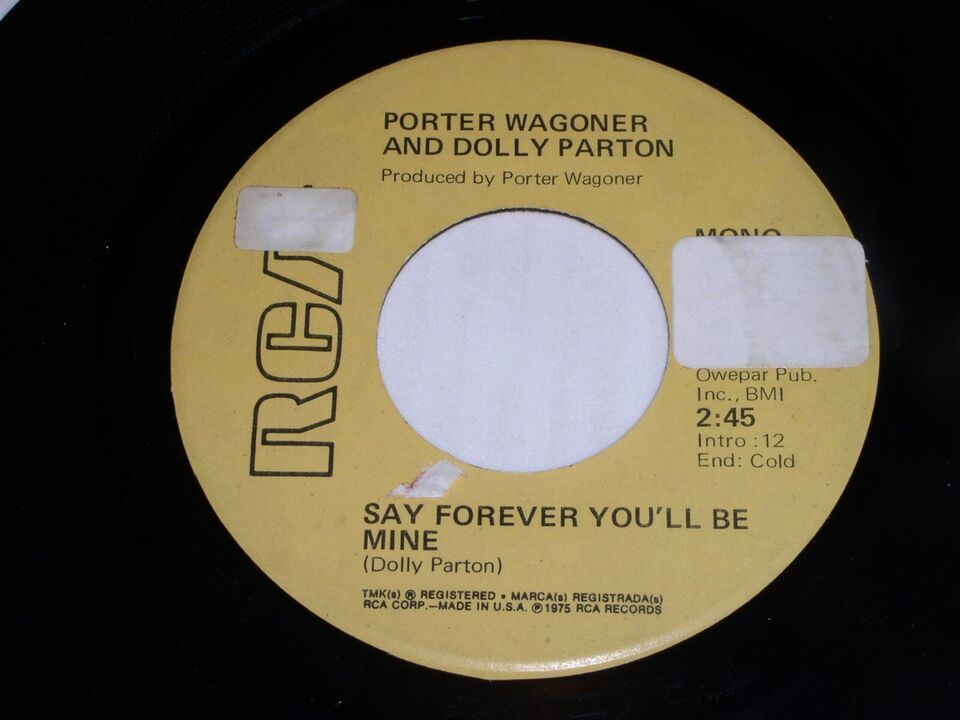 PORTER WAGONER
AND DOLLY PARTON
Produced by Porter Wagoner
RCA
MONO
Owepar Pub.
Inc., BMI
2:45
Intro :12
End: Cold
SAY FOREVER YOU'LL BE
MINE
(Dolly Parton)
TMK(s) ® REGISTERED • MARCA(s) REGISTRADA(s)
RCA CORP.—MADE IN U.S.A. ℗1975 RCA RECORDS